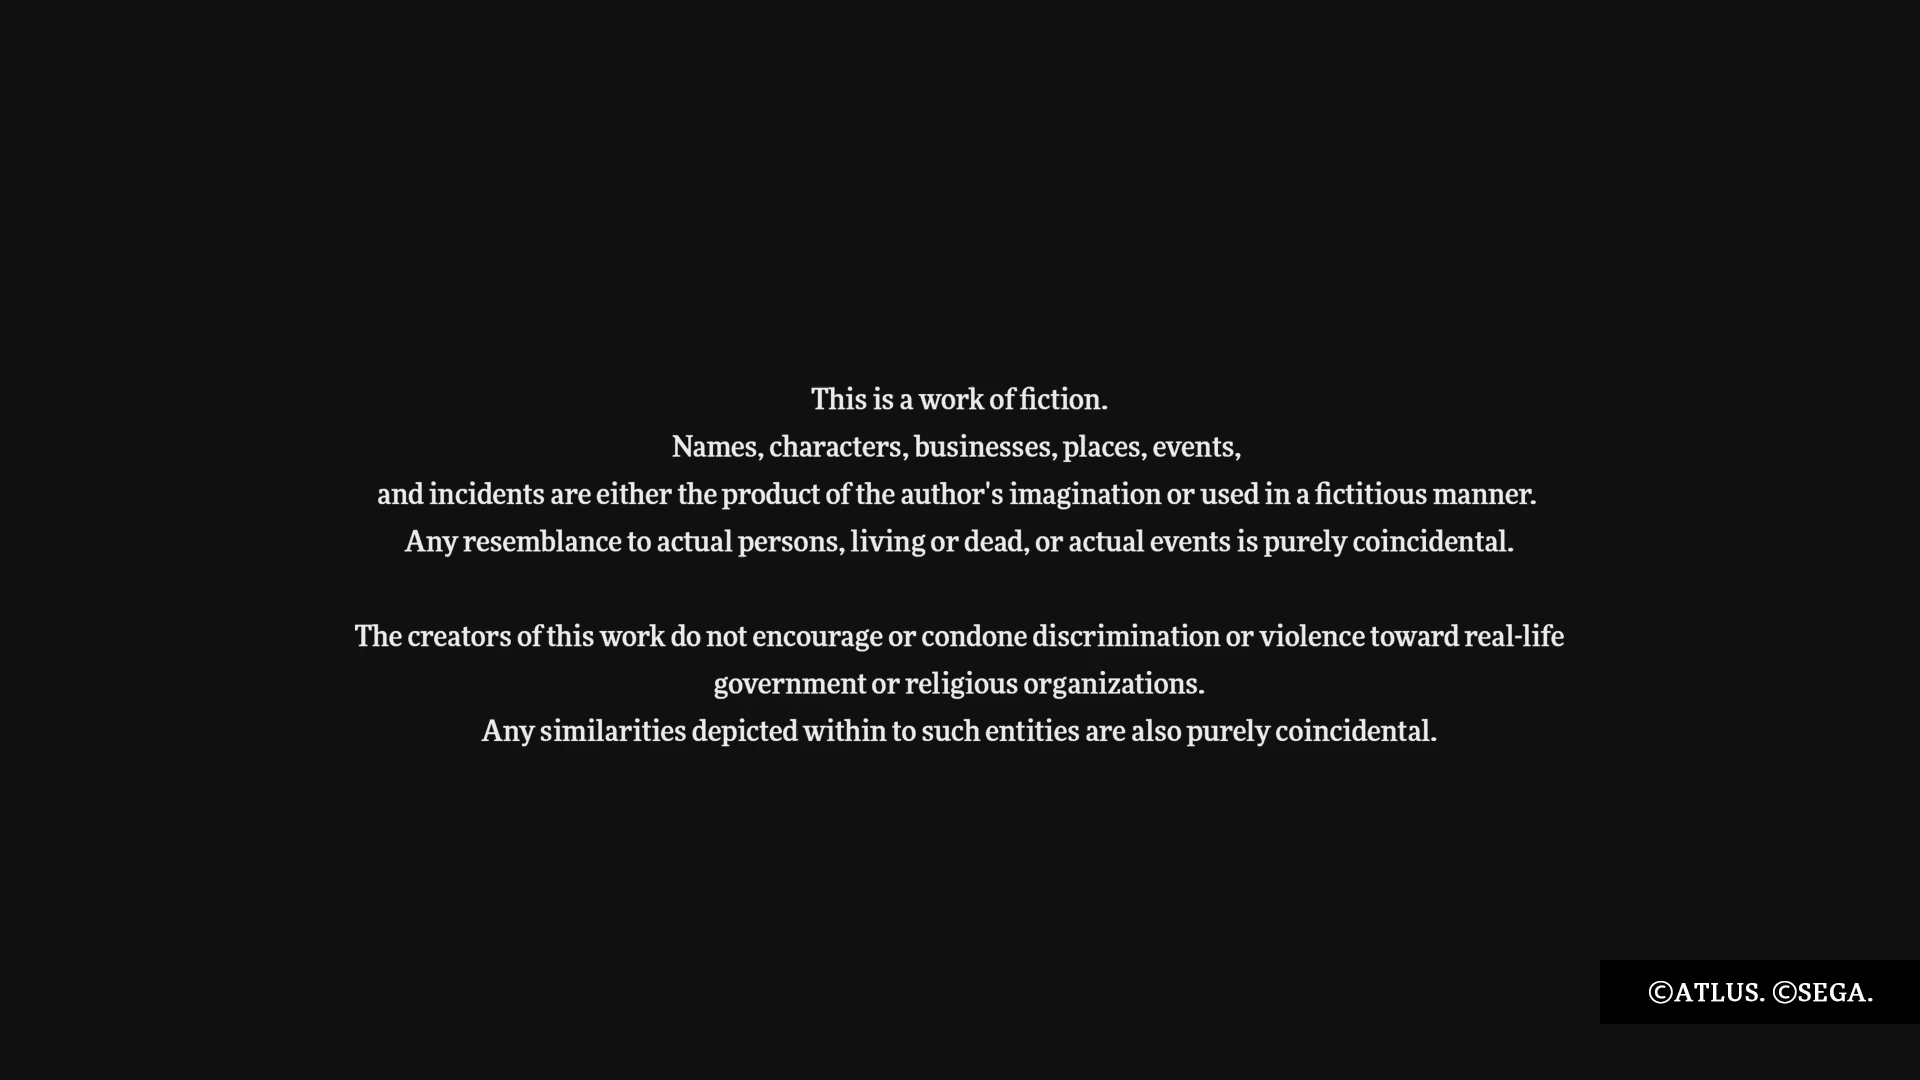 This is a work of fiction.
Names, characters, businesses, places, events,
and incidents are either the product of the author's imagination or used in a fictitious manner.
Any resemblance to actual persons, living or dead, or actual events is purely coincidental.
The creators of this work do not encourage or condone discrimination or violence toward real-life
government or religious organizations.
Any similarities depicted within to such entities are also purely coincidental.
©ATLUS. ©SEGA.